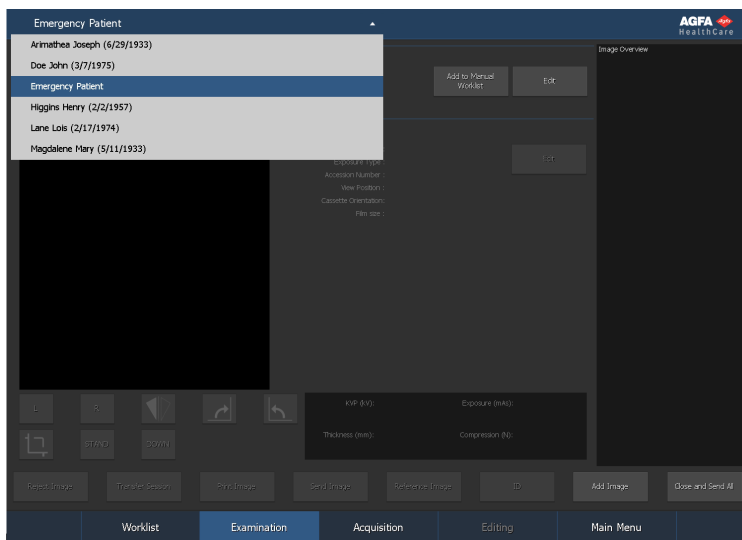 Emergency Patient
AGFA
HealthCare
Arimathea Joseph (6/29/1933)
Doe John (3/7/1975)
Emergency Patient
Higgins Henry (2/2/1957)
Lane Lois (2/17/1974)
Magdalene Mary (5/11/1933)
Image Overview
Add to Manual
Worklist
Edit
Exposure Type :
Edit
Accession Number :
View Position :
Cassette Orientation:
Film size :
L
R
STAND
DOWN
KVP (kV):
Exposure (mAs):
Thickness (mm):
Compression (N):
Reject Image
Transfer Session
Print Image
Send Image
Reference Image
ID
Add Image
Close and Send All
Worklist
Examination
Acquisition
Editing
Main Menu